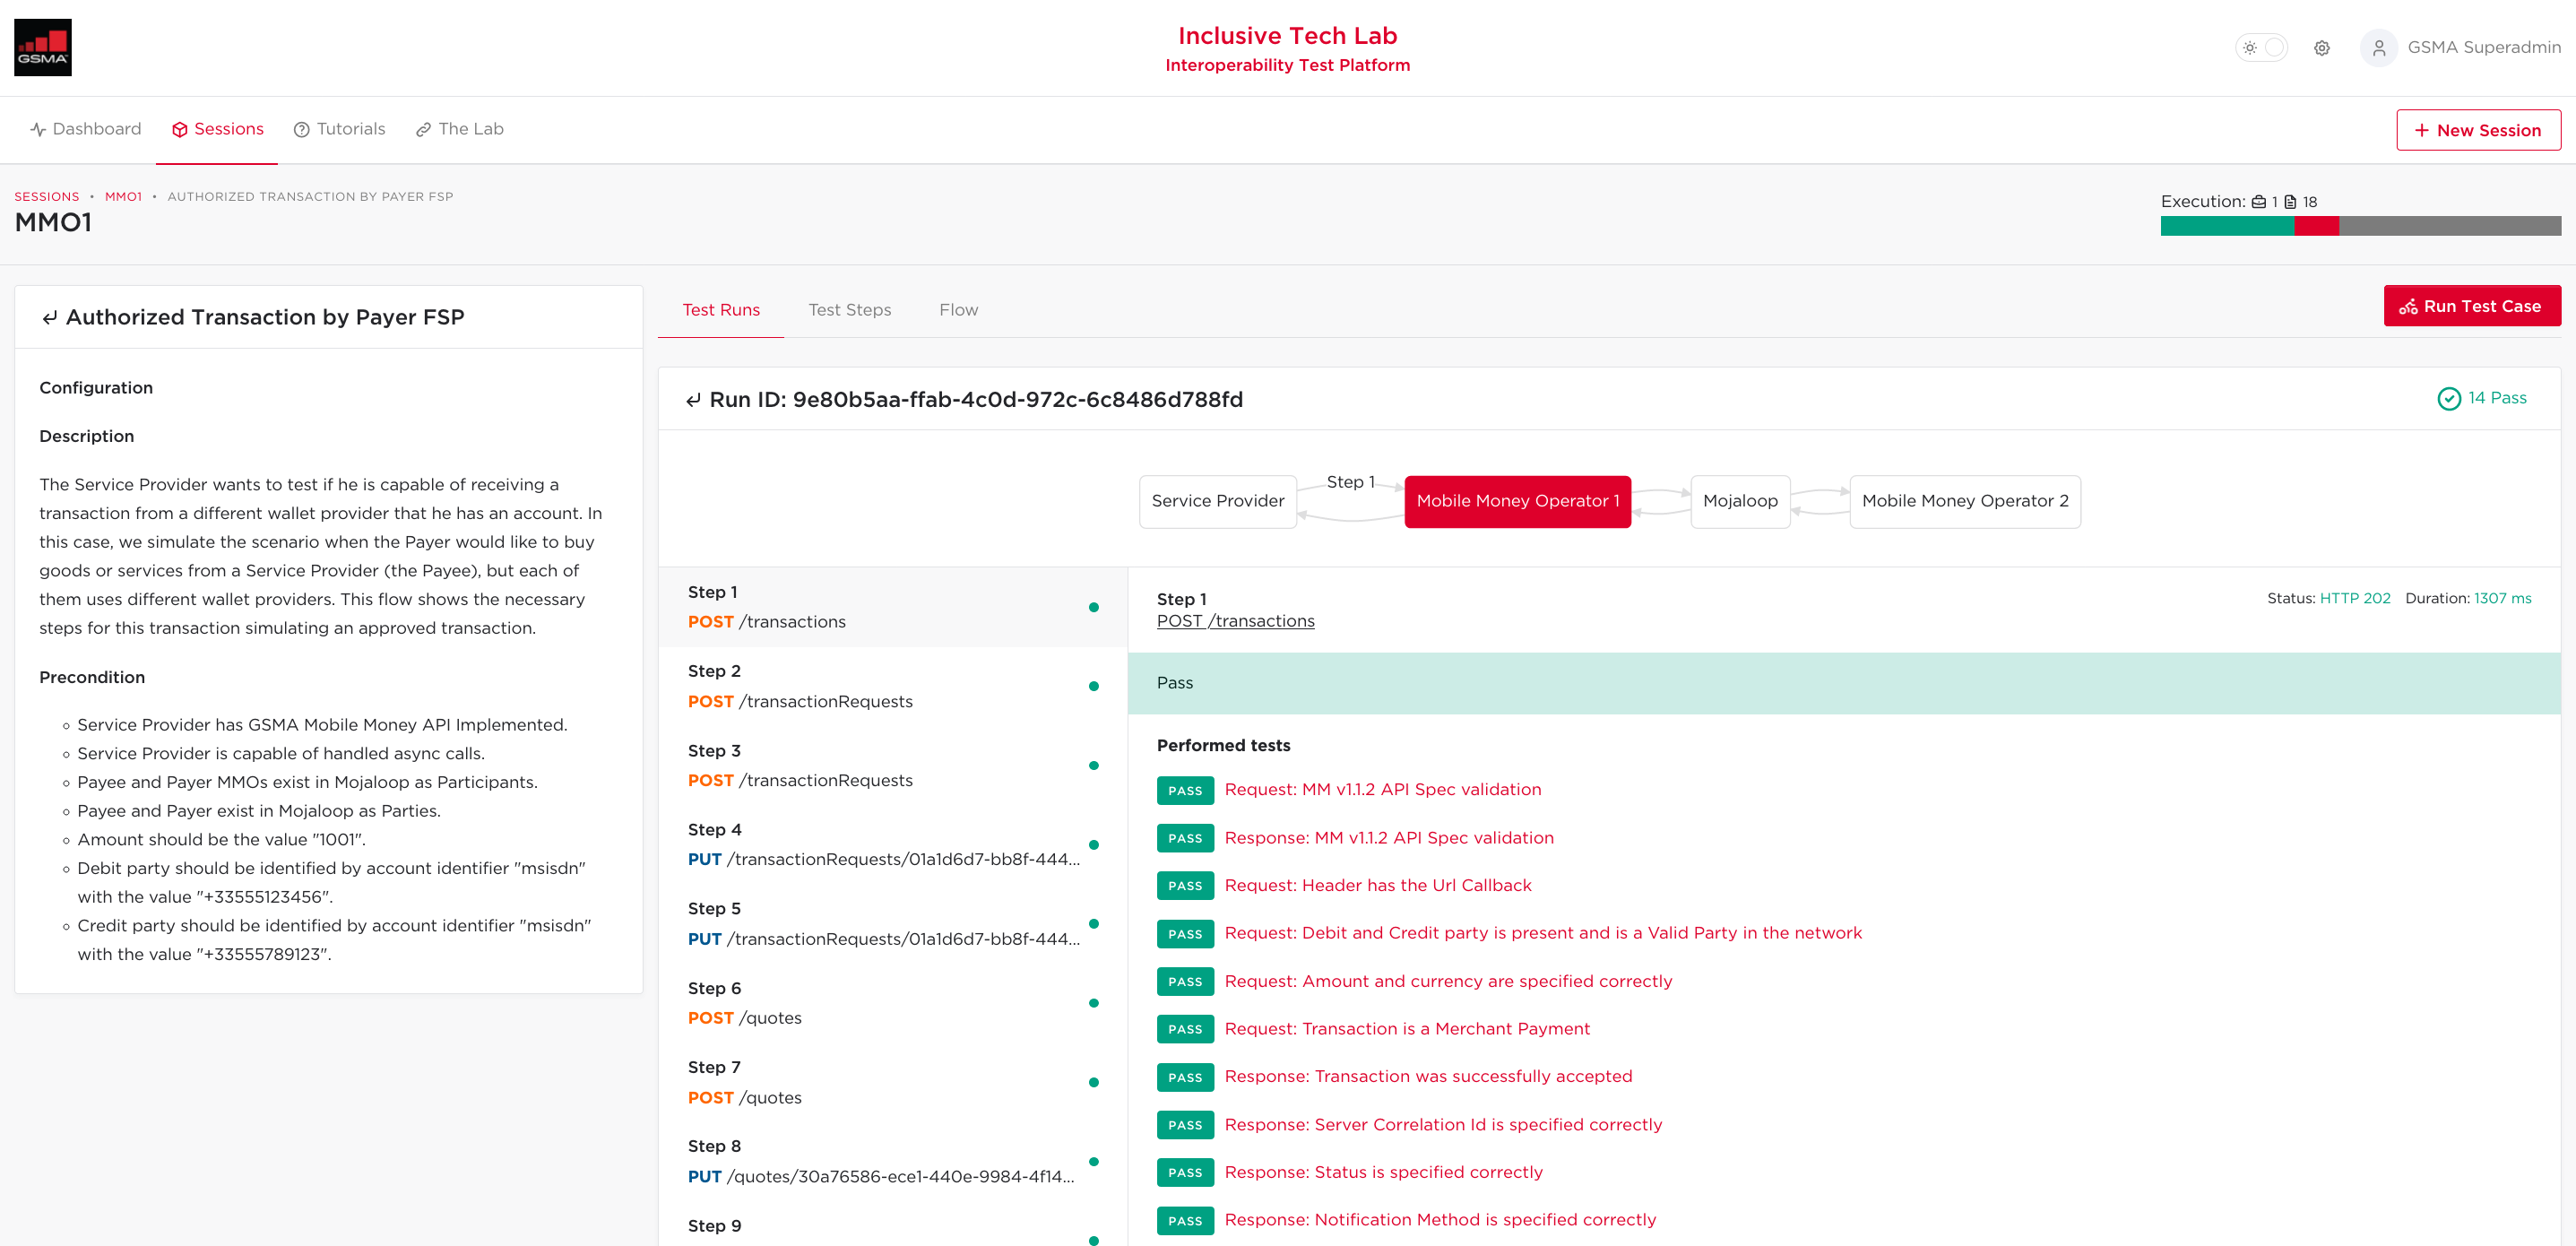 GSMA
Inclusive Tech Lab
Interoperability Test Platform
GSMA Superadmin
Dashboard
Sessions
Tutorials
The Lab
New Session
SESSIONS • MMO1 • AUTHORIZED TRANSACTION BY PAYER FSP
MMO1
Execution: 1 18
Authorized Transaction by Payer FSP
Configuration
Description
The Service Provider wants to test if he is capable of receiving a
transaction from a different wallet provider that he has an account. In
this case, we simulate the scenario when the Payer would like to buy
goods or services from a Service Provider (the Payee), but each of
them uses different wallet providers. This flow shows the necessary
steps for this transaction simulating an approved transaction.
Precondition
Service Provider has GSMA Mobile Money API Implemented.
Service Provider is capable of handled async calls.
Payee and Payer MMOs exist in Mojaloop as Participants.
Payee and Payer exist in Mojaloop as Parties.
Amount should be the value "1001".
Debit party should be identified by account identifier "msisdn"
with the value "+33555123456".
Credit party should be identified by account identifier "msisdn"
with the value "+33555789123".
Test Runs
Test Steps
Flow
Run Test Case
Run ID: 9e80b5aa-ffab-4c0d-972c-6c8486d788fd
14 Pass
Service Provider
Step 1
Mobile Money Operator 1
Mojaloop
Mobile Money Operator 2
Step 1
POST /transactions
Step 2
POST /transactionRequests
Step 3
POST /transactionRequests
Step 4
PUT /transactionRequests/01a1d6d7-bb8f-444...
Step 5
PUT /transactionRequests/01a1d6d7-bb8f-444...
Step 6
POST /quotes
Step 7
POST /quotes
Step 8
PUT /quotes/30a76586-ece1-440e-9984-4f14...
Step 9
Step 1
POST /transactions
Status: HTTP 202 Duration: 1307 ms
Pass
Performed tests
PASS Request: MM v1.1.2 API Spec validation
PASS Response: MM v1.1.2 API Spec validation
PASS Request: Header has the Url Callback
PASS Request: Debit and Credit party is present and is a Valid Party in the network
PASS Request: Amount and currency are specified correctly
PASS Request: Transaction is a Merchant Payment
PASS Response: Transaction was successfully accepted
PASS Response: Server Correlation Id is specified correctly
PASS Response: Status is specified correctly
PASS Response: Notification Method is specified correctly